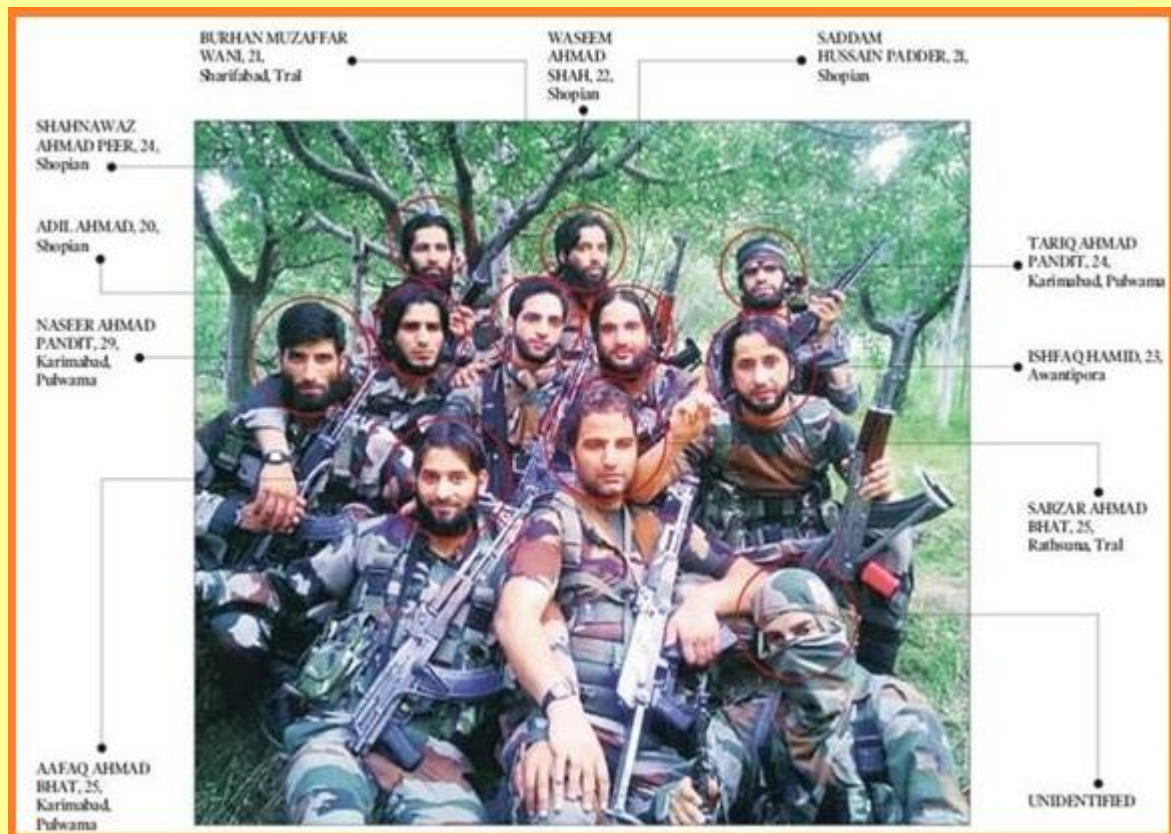 BURHAN MUZAFFAR
WANI, 21,
Sharifabad, Tral
WASEEM
AHMAD
SHAH, 22,
Shopian
SADDAM
HUSSAIN PADDER, 21,
Shopian
SHAHNAWAZ
AHMAD PEER, 24,
Shopian
ADIL AHMAD, 20,
Shopian
TARIQ AHMAD
PANDIT, 24,
Karimabad, Pulwama
NASEER AHMAD
PANDIT, 29,
Karimabad,
Pulwama
ISHFAQ HAMID, 23,
Awantipora
SABZAR AHMAD
BHAT, 25,
Rathsuna, Tral
AAFAQ AHMAD
BHAT, 25,
Karimabad,
Pulwama
UNIDENTIFIED